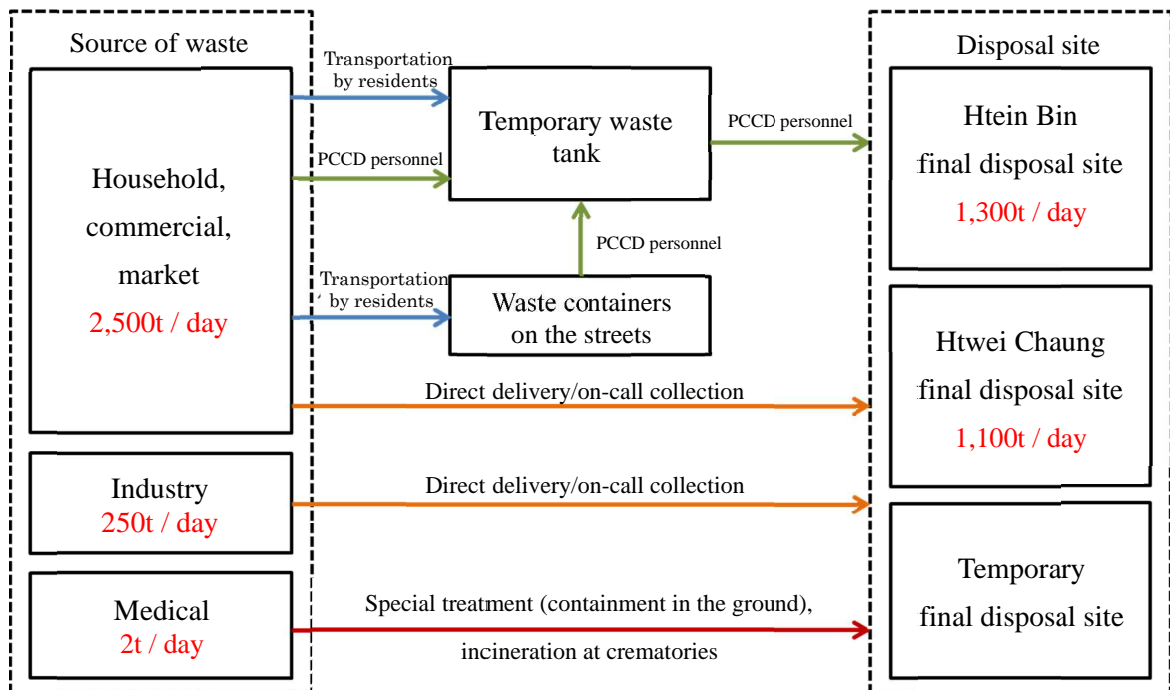 Source of waste
Household,
commercial,
market
2,500t / day
Industry
250t / day
Medical
2t / day
Transportation
by residents
PCCD personnel
Temporary waste
tank
PCCD personnel
PCCD personnel
Transportation
by residents
Waste containers
on the streets
Direct delivery/on-call collection
Direct delivery/on-call collection
Special treatment (containment in the ground),
incineration at crematories
Disposal site
Htein Bin
final disposal site
1,300t / day
Htwei Chaung
final disposal site
1,100t / day
Temporary
final disposal site